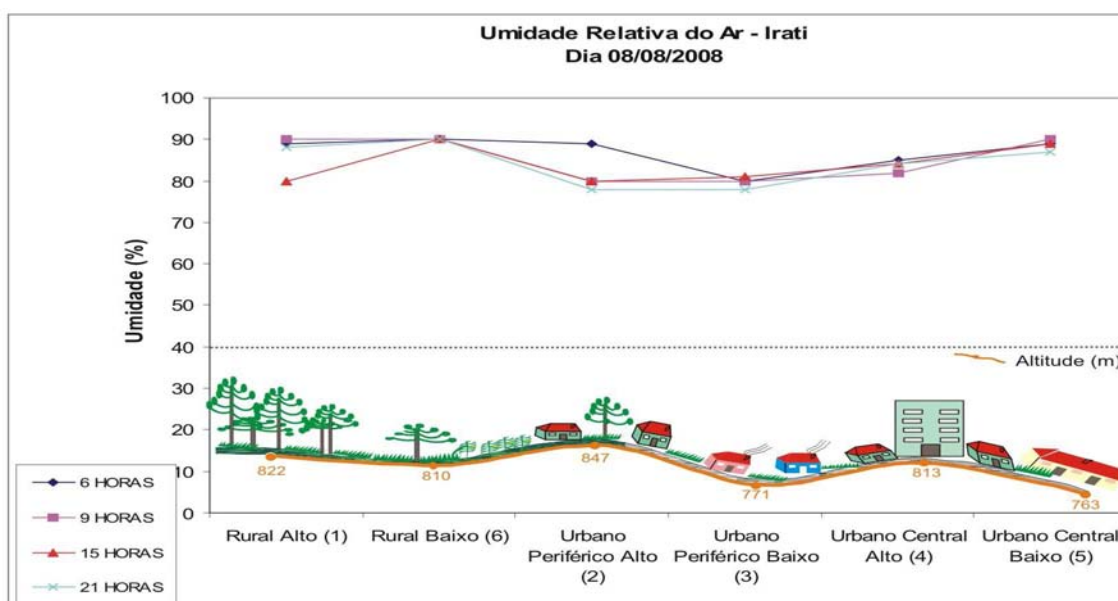 Umidade Relativa do Ar - Irati
Dia 08/08/2008
Umidade (%)
100
90
80
70
60
50
40
30
20
10
0
Altitude (m)
822
810
847
771
813
763
Rural Alto (1)
Rural Baixo (6)
Urbano
Periférico Alto
(2)
Urbano
Periférico Baixo
(3)
Urbano Central
Alto (4)
Urbano Central
Baixo (5)
6 HORAS
9 HORAS
15 HORAS
21 HORAS